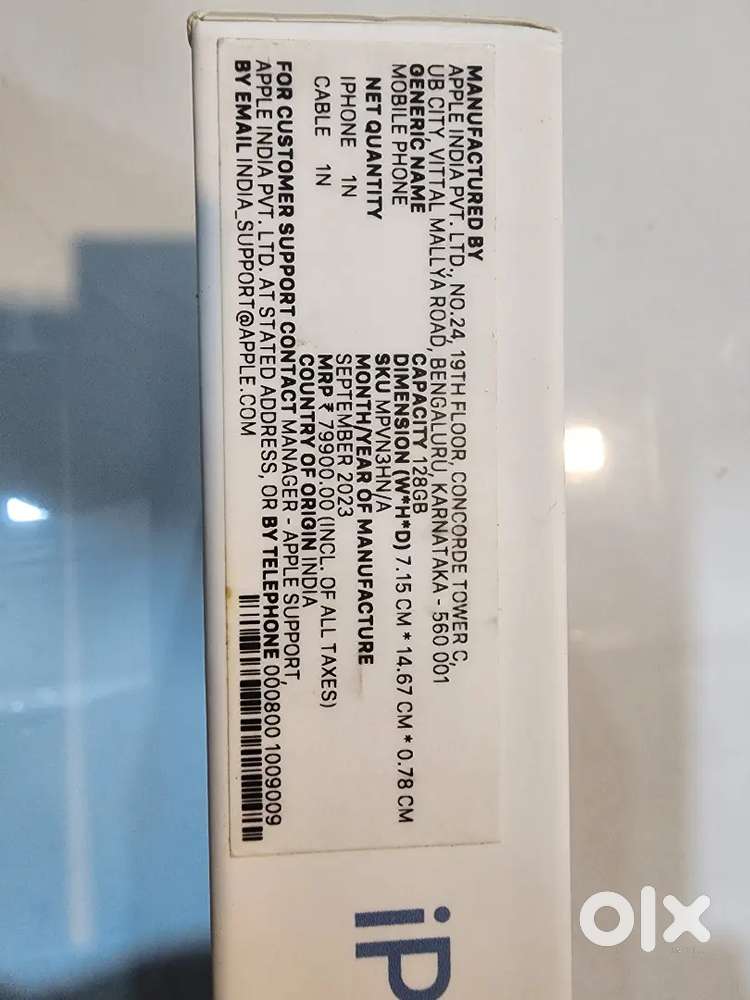 MANUFACTURED BY
APPLE INDIA PVT. LTD., NO.24, 19TH FLOOR, CONCORDE TOWER C,
UB CITY, VITTAL MALLYA ROAD, BENGALURU, KARNATAKA - 560 001
GENERIC NAME
MOBILE PHONE
NET QUANTITY
IPHONE 1N
CABLE 1N
CAPACITY 128GB
DIMENSION (W*H*D) 7.15 CM * 14.67 CM * 0.78 CM
SKU MPVN3HN/A
MONTH/YEAR OF MANUFACTURE
SEPTEMBER 2023
MRP ₹ 79900.00 (INCL. OF ALL TAXES)
COUNTRY OF ORIGIN INDIA
FOR CUSTOMER SUPPORT CONTACT MANAGER - APPLE SUPPORT,
APPLE INDIA PVT. LTD. AT STATED ADDRESS, OR BY TELEPHONE 000800 1009009
BY EMAIL INDIA_SUPPORT@APPLE.COM
iP
olx